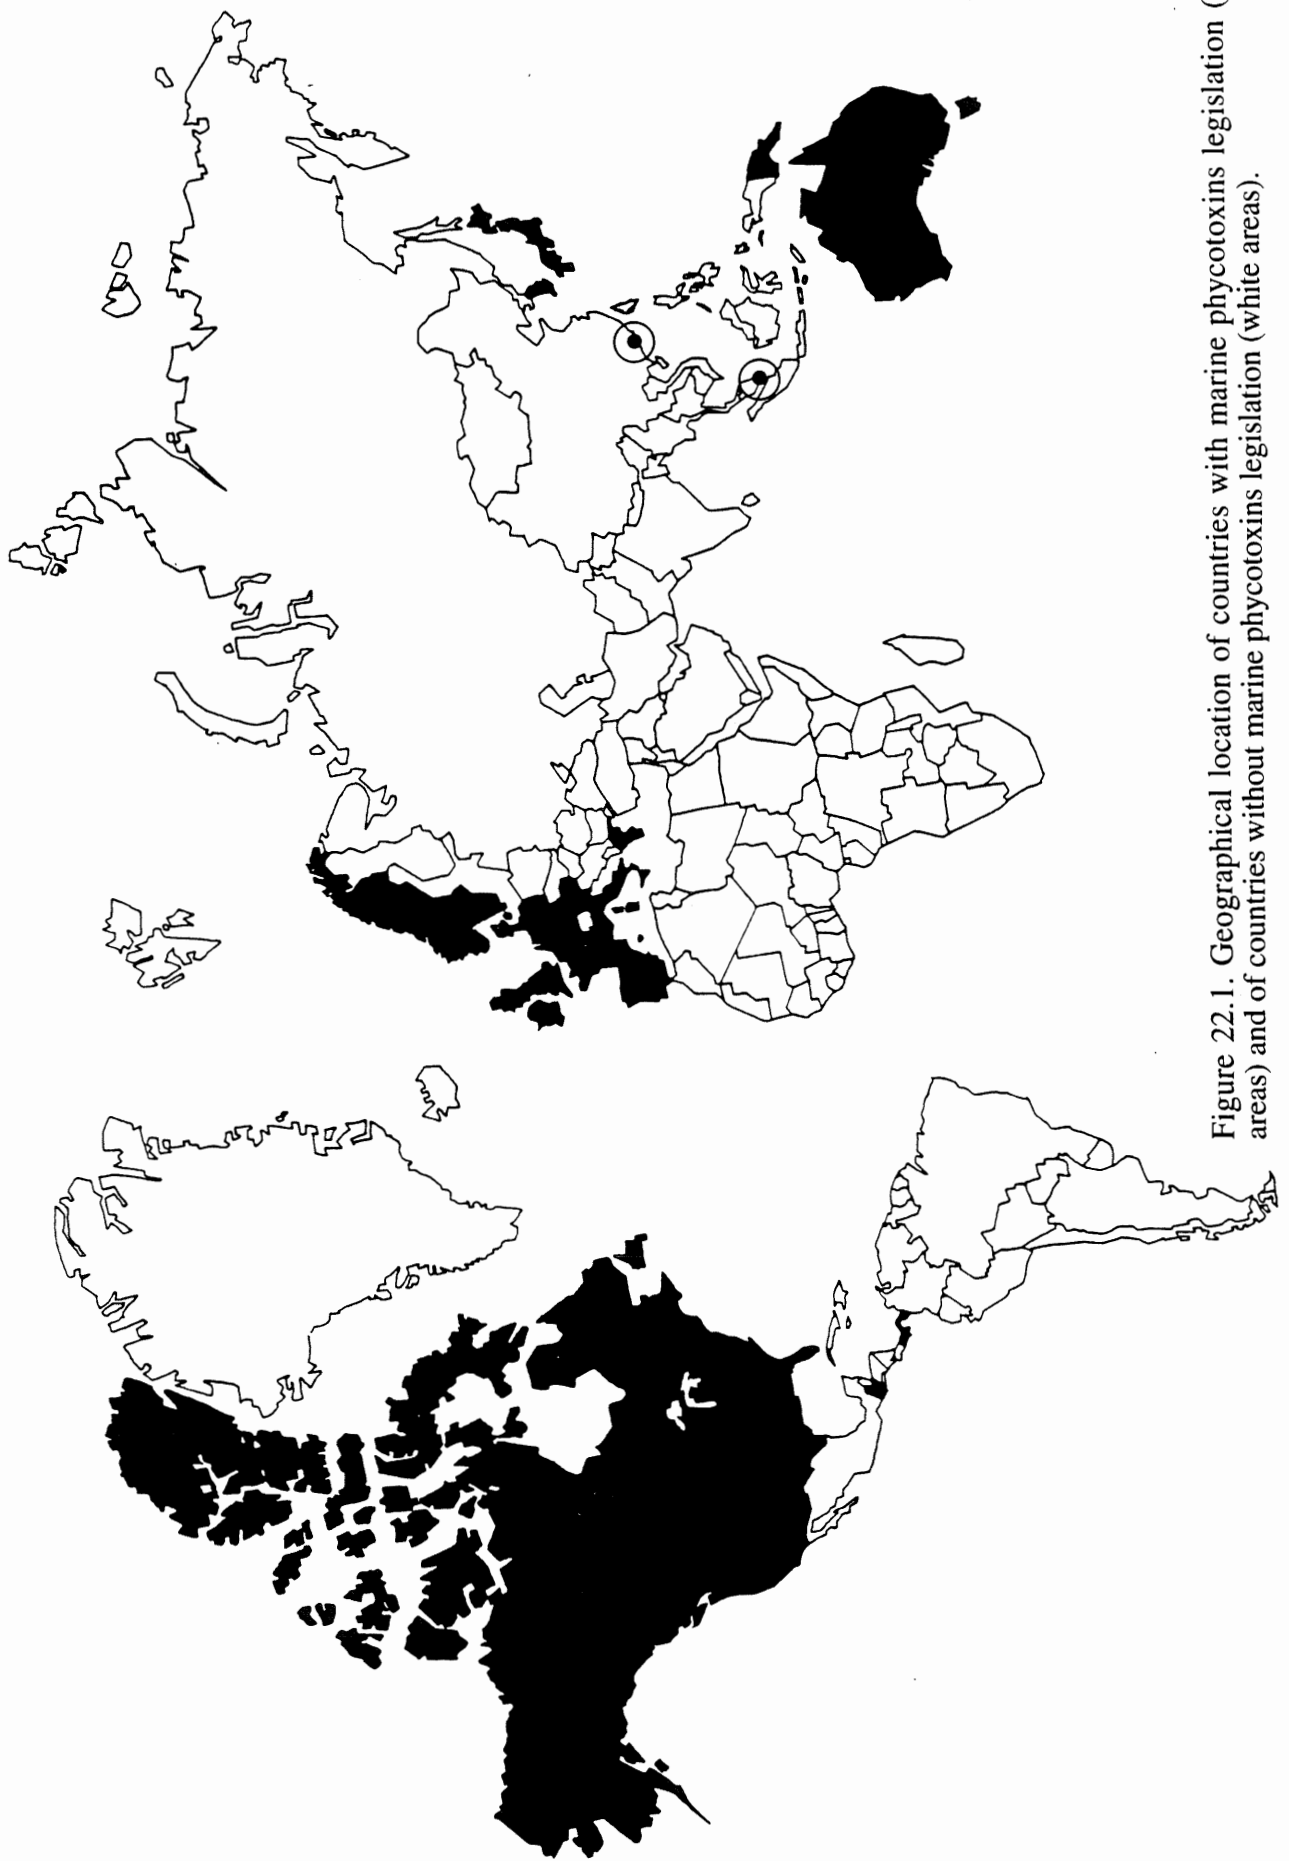 Figure 22.1. Geographical location of countries with marine phycotoxins legislation (
areas) and of countries without marine phycotoxins legislation (white areas).